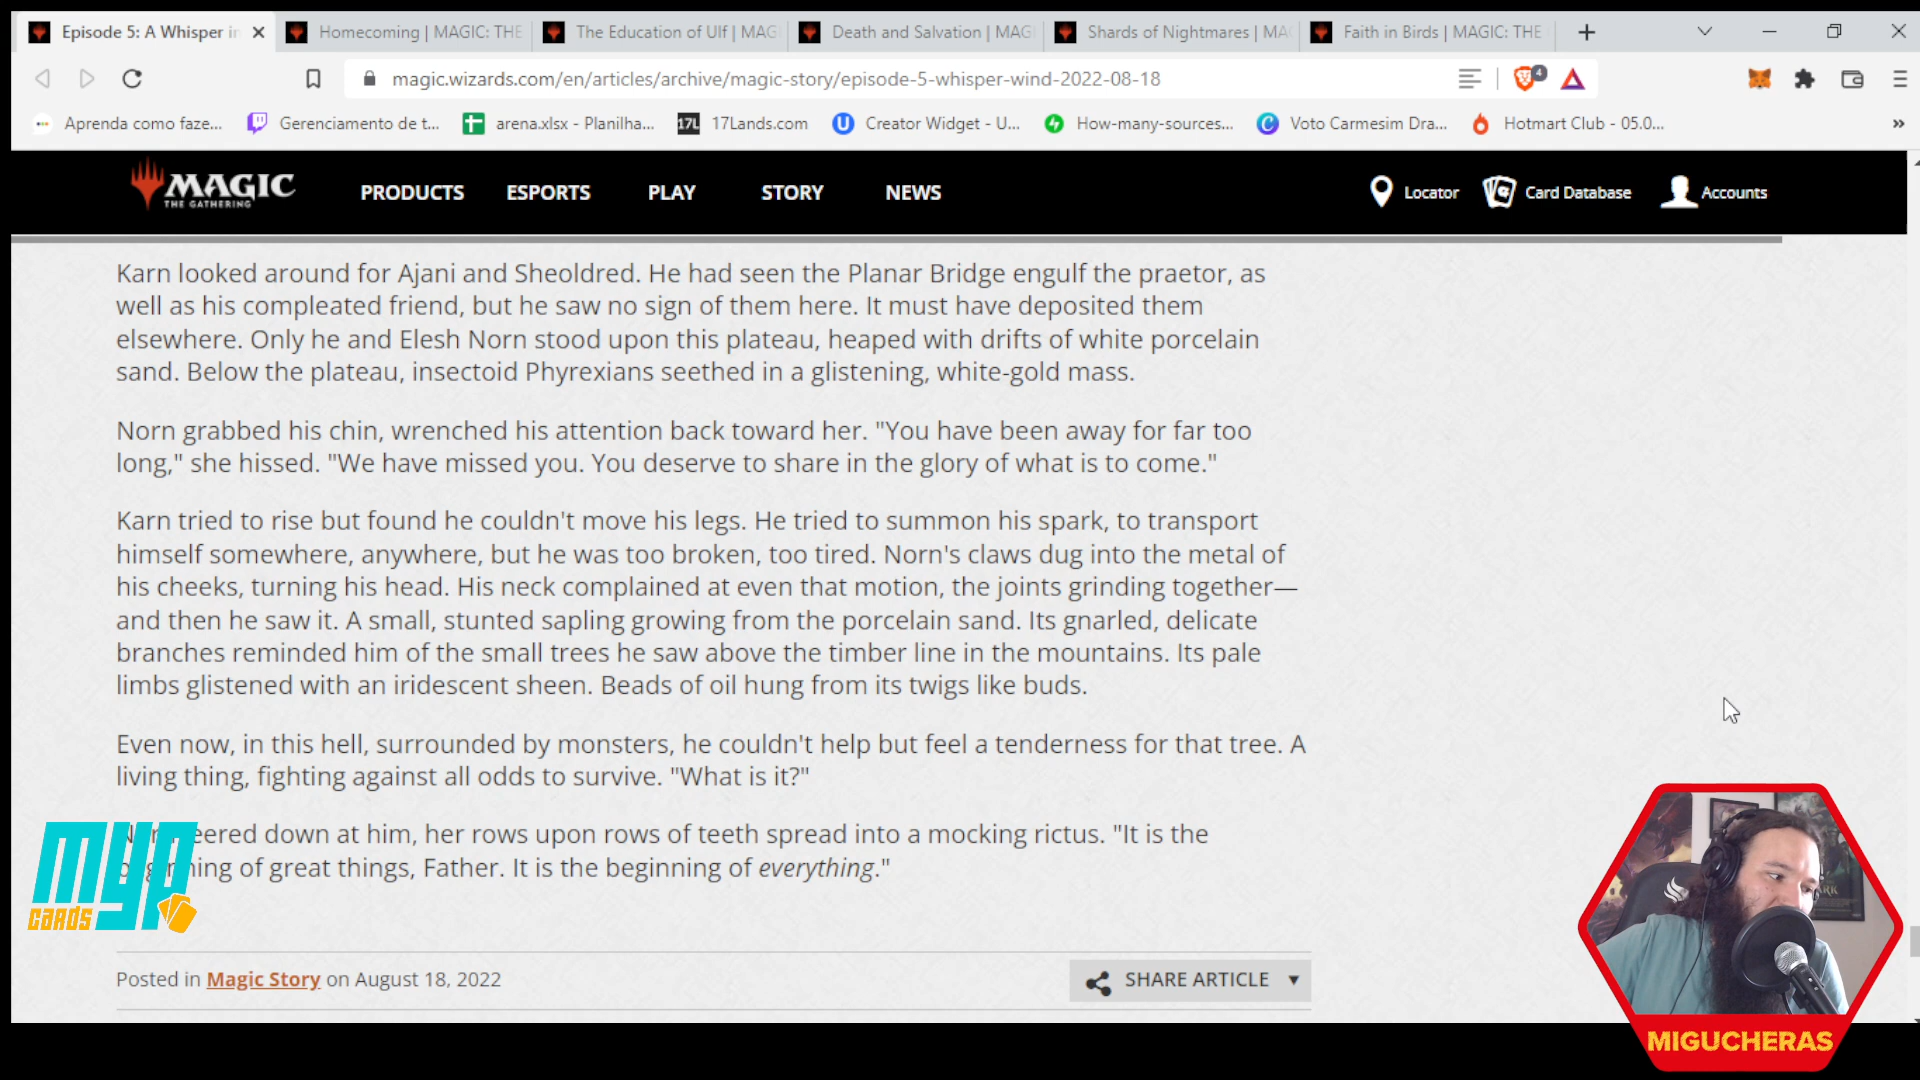 Episode 5: A Whisper in
Homecoming | MAGIC: THE
The Education of Ulf | MAG
Death and Salvation | MAG
Shards of Nightmares | MA
Faith in Birds | MAGIC: THE
magic.wizards.com/en/articles/archive/magic-story/episode-5-whisper-wind-2022-08-18
4
Aprenda como faze...
Gerenciamento de t...
arena.xlsx - Planilha...
17L 17Lands.com
U Creator Widget - U...
How-many-sources...
C Voto Carmesim Dra...
Hotmart Club - 05.0...
»
MAGIC
THE GATHERING
PRODUCTS
ESPORTS
PLAY
STORY
NEWS
Locator
Card Database
Accounts
Karn looked around for Ajani and Sheoldred. He had seen the Planar Bridge engulf the praetor, as
well as his compleated friend, but he saw no sign of them here. It must have deposited them
elsewhere. Only he and Elesh Norn stood upon this plateau, heaped with drifts of white porcelain
sand. Below the plateau, insectoid Phyrexians seethed in a glistening, white-gold mass.
Norn grabbed his chin, wrenched his attention back toward her. "You have been away for far too
long," she hissed. "We have missed you. You deserve to share in the glory of what is to come."
Karn tried to rise but found he couldn't move his legs. He tried to summon his spark, to transport
himself somewhere, anywhere, but he was too broken, too tired. Norn's claws dug into the metal of
his cheeks, turning his head. His neck complained at even that motion, the joints grinding together—
and then he saw it. A small, stunted sapling growing from the porcelain sand. Its gnarled, delicate
branches reminded him of the small trees he saw above the timber line in the mountains. Its pale
limbs glistened with an iridescent sheen. Beads of oil hung from its twigs like buds.
Even now, in this hell, surrounded by monsters, he couldn't help but feel a tenderness for that tree. A
living thing, fighting against all odds to survive. "What is it?"
down at him, her rows upon rows of teeth spread into a mocking rictus. "It is the
of great things, Father. It is the beginning of everything."
MYP
CARDS
Posted in Magic Story on August 18, 2022
SHARE ARTICLE
MIGUCHERAS